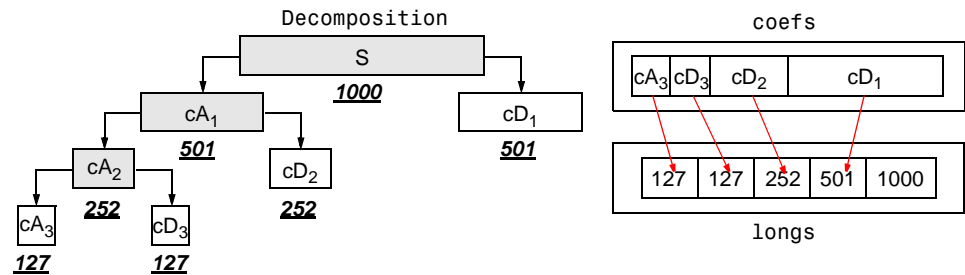 Decomposition
S
1000
cA1
501
cD1
501
cA2
252
cD2
252
cA3
127
cD3
127
coefs
cA3 cD3 cD2 cD1
127 127 252 501 1000
longs